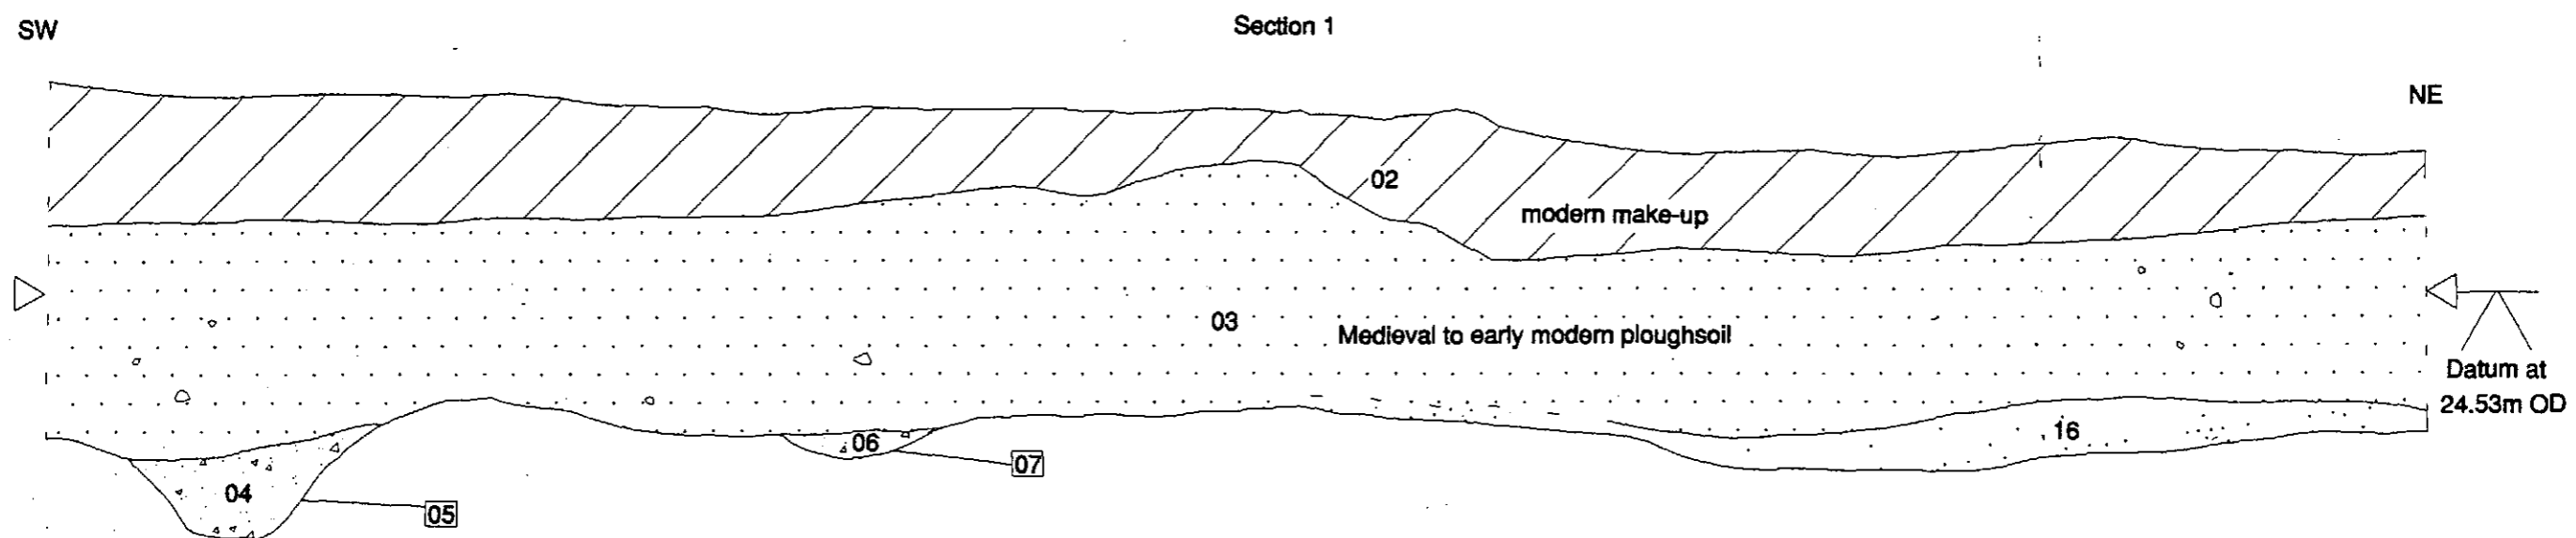 Section 1
SW
NE
02
modern make-up
03
Medieval to early modern ploughsoil
Datum at
24.53m OD
16
06
07
04
05